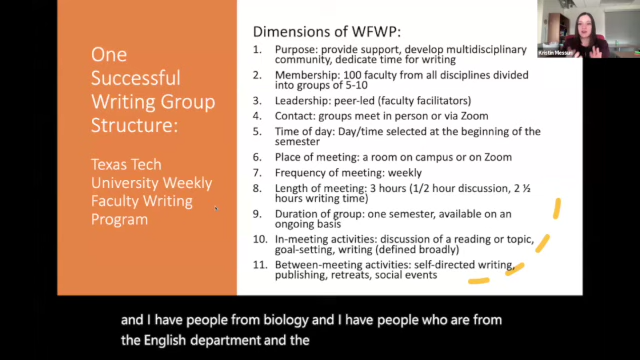 One
Successful
Writing Group
Structure:
Texas Tech
University Weekly
Faculty Writing
Program
Dimensions of WFWP:
1. Purpose: provide support, develop multidisciplinary
community, dedicate time for writing
2. Membership: 100 faculty from all disciplines divided
into groups of 5-10
3. Leadership: peer-led (faculty facilitators)
4. Contact: groups meet in person or via Zoom
5. Time of day: Day/time selected at the beginning of the
semester
6. Place of meeting: a room on campus or on Zoom
7. Frequency of meeting: weekly
8. Length of meeting: 3 hours (1/2 hour discussion, 2 ½
hours writing time)
9. Duration of group: one semester, available on an
ongoing basis
10. In-meeting activities: discussion of a reading or topic,
goal-setting, writing (defined broadly)
11. Between-meeting activities: self-directed writing,
publishing, retreats, social events
Kristin Messuri
and I have people from biology and I have people who are from
the English department and the